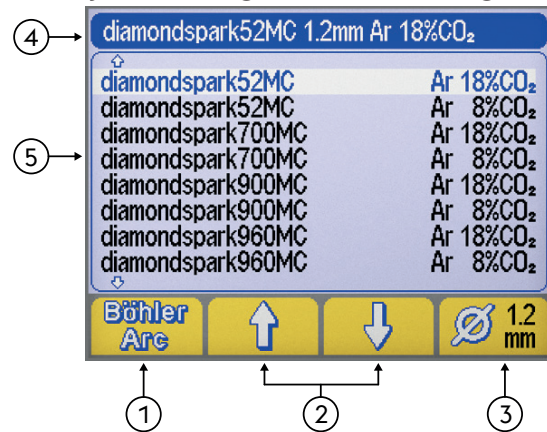 ④ diamondspark52MC 1.2mm Ar 18%CO₂
diamondspark52MC Ar 18%CO₂
diamondspark52MC Ar 8%CO₂
diamondspark700MC Ar 18%CO₂
⑤ diamondspark700MC Ar 8%CO₂
diamondspark900MC Ar 18%CO₂
diamondspark900MC Ar 8%CO₂
diamondspark960MC Ar 18%CO₂
diamondspark960MC Ar 8%CO₂
Böhler
Arc
1.2
mm
① ② ③